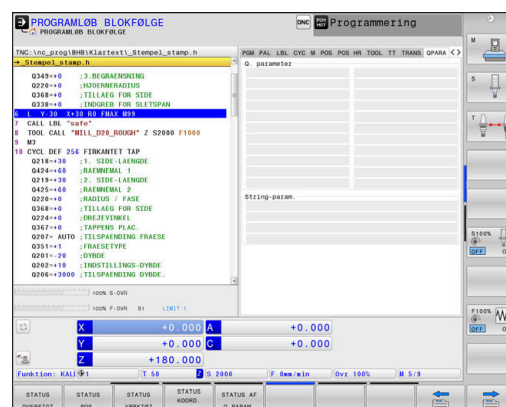 PROGRAMLØB BLOKFØLGE
PROGRAMLØB BLOKFØLGE
DNC
Programmering
TNC:\nc_prog\BHB\Klartext\_Stempel_stamp.h
→_Stempel_stamp.h
Q349=+0 ;3.BEGRAENSNING
Q220=+0 ;HJOERNERADIUS
Q368=+0 ;TILLAEG FOR SIDE
Q338=+0 ;INDGREB FOR SLETSPAN
6 L Y-30 X+30 R0 FMAX M99
7 CALL LBL "safe"
8 TOOL CALL "MILL_D20_ROUGH" Z S2000 F1000
9 M3
10 CYCL DEF 256 FIRKANTET TAP
Q218=+30 ;1. SIDE-LAENGDE
Q424=+60 ;RAEMNEMAL 1
Q219=+30 ;2. SIDE-LAENGDE
Q425=+60 ;RAEMNEMAL 2
Q220=+0 ;RADIUS / FASE
Q368=+0 ;TILLAEG FOR SIDE
Q224=+0 ;DREJEVINKEL
Q367=+0 ;TAPPENS PLAC.
Q207= AUTO ;TILSPAENDING FRAESE
Q351=+1 ;FRAESETYPE
Q201=-20 ;DYBDE
Q202=+10 ;INDSTILLINGS-DYBDE
Q206=+3000 ;TILSPAENDING DYBDE.
PGM PAL LBL CYC M POS POS HR TOOL TT TRANS QPARA
Q. parameter
String-param.
100% S-OVR
100% F-OVR S1 LIMIT 1
X +0.000 A +0.000
Y +0.000 C +0.000
Z +180.000
Funktion: KALI 1 T 50 Z S 2000 F 0mm/min Ovr 100% M 5/9
M
S
T
S100%
OFF
F100%
OFF
STATUS
OVERSIGT
STATUS
POS.
STATUS
VÆRKTØJ
STATUS
KOORD.
STATUS AF
Q PARAM.